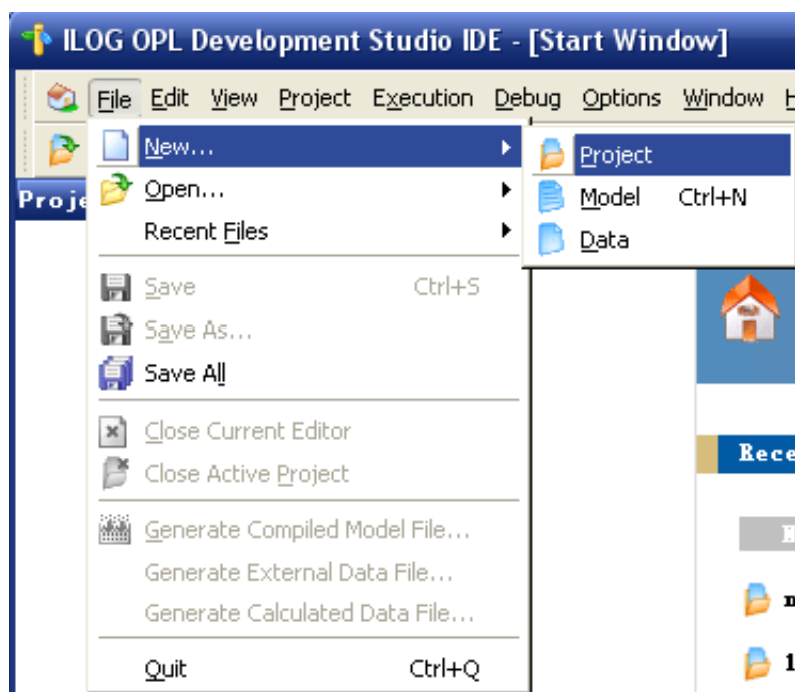 ILOG OPL Development Studio IDE - [Start Window]
File Edit View Project Execution Debug Options Window
New...
Project
Open...
Model Ctrl+N
Recent Files
Data
Save Ctrl+S
Save As...
Save All
Close Current Editor
Close Active Project
Generate Compiled Model File...
Generate External Data File...
Generate Calculated Data File...
Quit Ctrl+Q